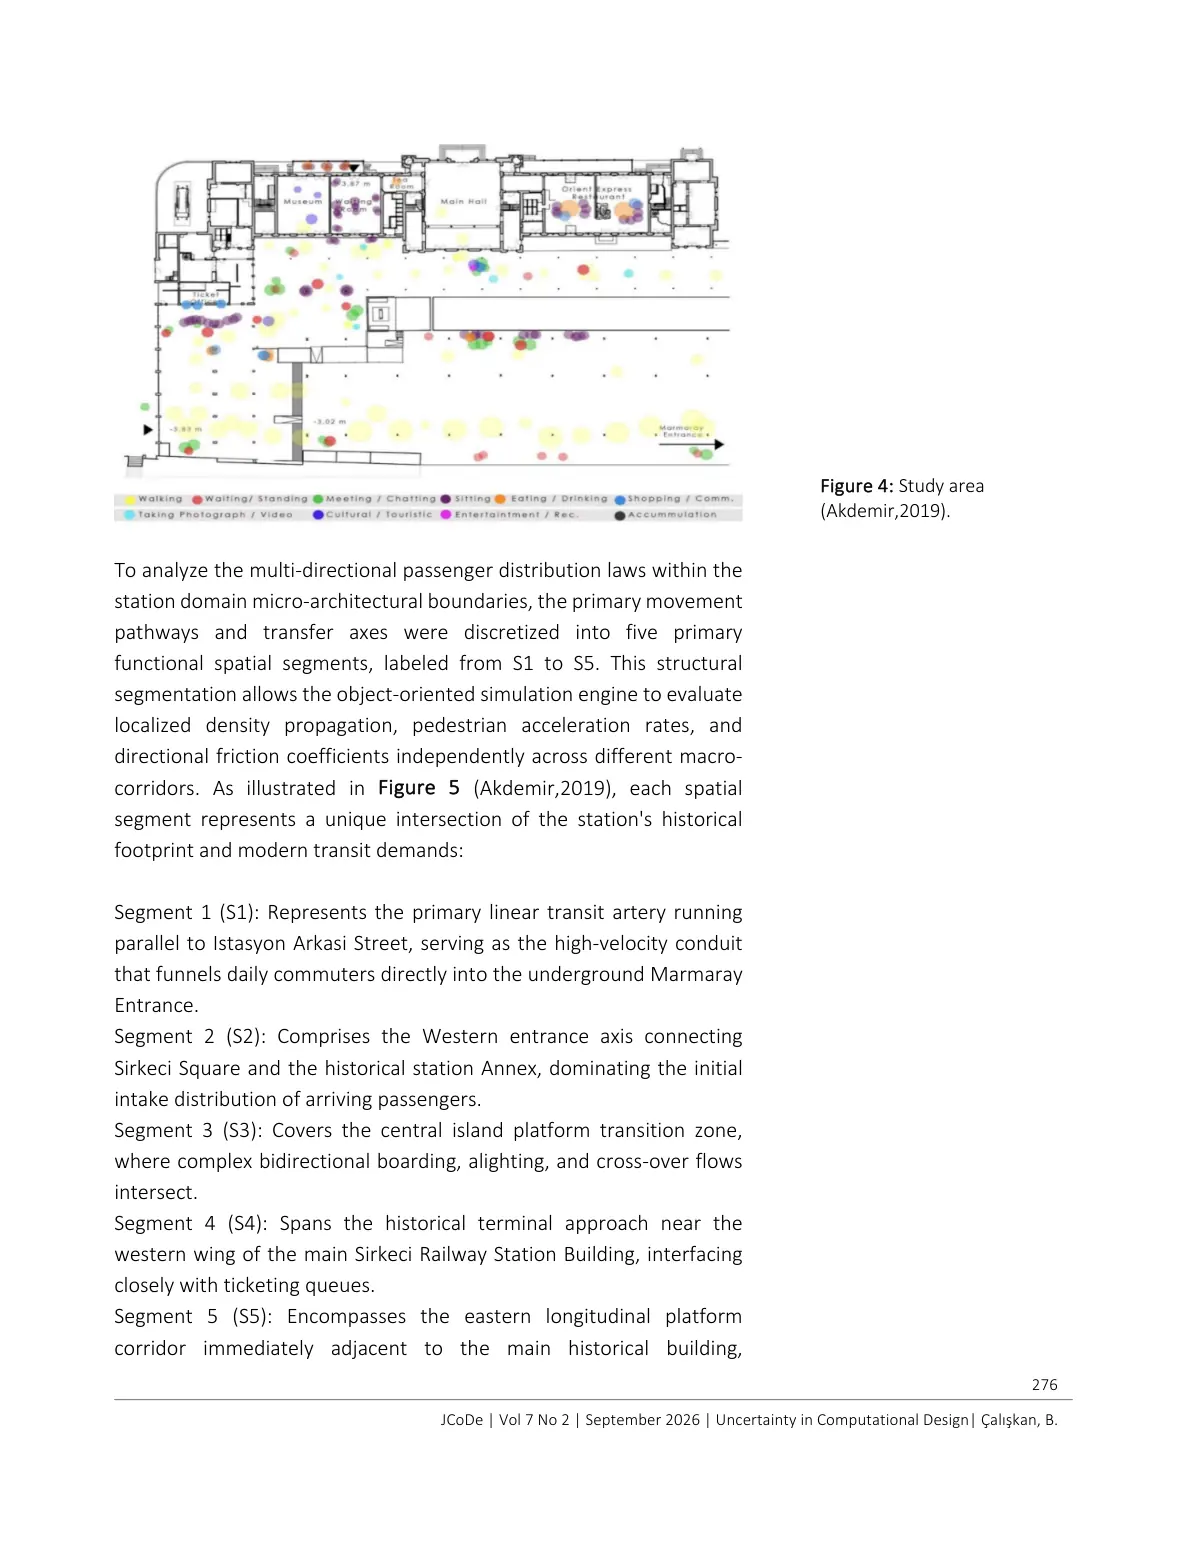 -3.87 m
Tea
Room
Museum
Waiting
Room
Main Hall
Orient Express
Restaurant
Ticket
-3.83 m
-3.02 m
Marmaray
Entrance
Walking Waiting/ Standing Meeting / Chatting Sitting Eating / Drinking Shopping / Comm.
Taking Photograph / Video Cultural / Touristic Entertaintment / Rec. Accummulation
Figure 4: Study area
(Akdemir,2019).
To analyze the multi-directional passenger distribution laws within the
station domain micro-architectural boundaries, the primary movement
pathways and transfer axes were discretized into five primary
functional spatial segments, labeled from S1 to S5. This structural
segmentation allows the object-oriented simulation engine to evaluate
localized density propagation, pedestrian acceleration rates, and
directional friction coefficients independently across different macro-
corridors. As illustrated in Figure 5 (Akdemir,2019), each spatial
segment represents a unique intersection of the station's historical
footprint and modern transit demands:
Segment 1 (S1): Represents the primary linear transit artery running
parallel to Istasyon Arkasi Street, serving as the high-velocity conduit
that funnels daily commuters directly into the underground Marmaray
Entrance.
Segment 2 (S2): Comprises the Western entrance axis connecting
Sirkeci Square and the historical station Annex, dominating the initial
intake distribution of arriving passengers.
Segment 3 (S3): Covers the central island platform transition zone,
where complex bidirectional boarding, alighting, and cross-over flows
intersect.
Segment 4 (S4): Spans the historical terminal approach near the
western wing of the main Sirkeci Railway Station Building, interfacing
closely with ticketing queues.
Segment 5 (S5): Encompasses the eastern longitudinal platform
corridor immediately adjacent to the main historical building,
276
JCoDe | Vol 7 No 2 | September 2026 | Uncertainty in Computational Design| Çalışkan, B.